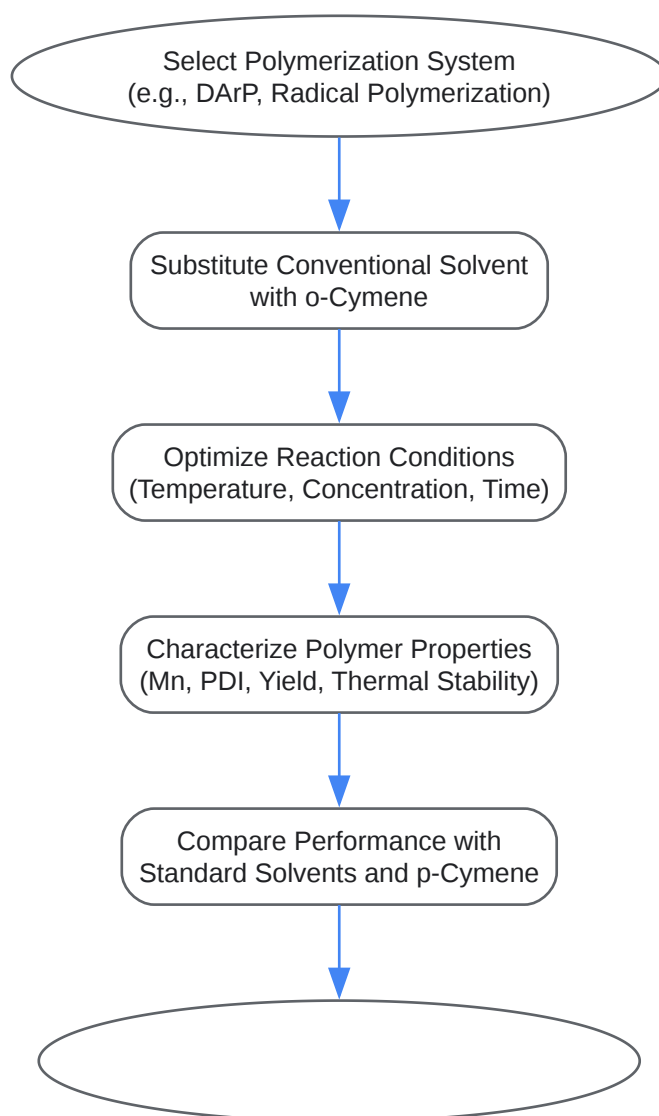 Select Polymerization System
(e.g., DArP, Radical Polymerization)
Substitute Conventional Solvent
with o-Cymene
Optimize Reaction Conditions
(Temperature, Concentration, Time)
Characterize Polymer Properties
(Mn, PDI, Yield, Thermal Stability)
Compare Performance with
Standard Solvents and p-Cymene